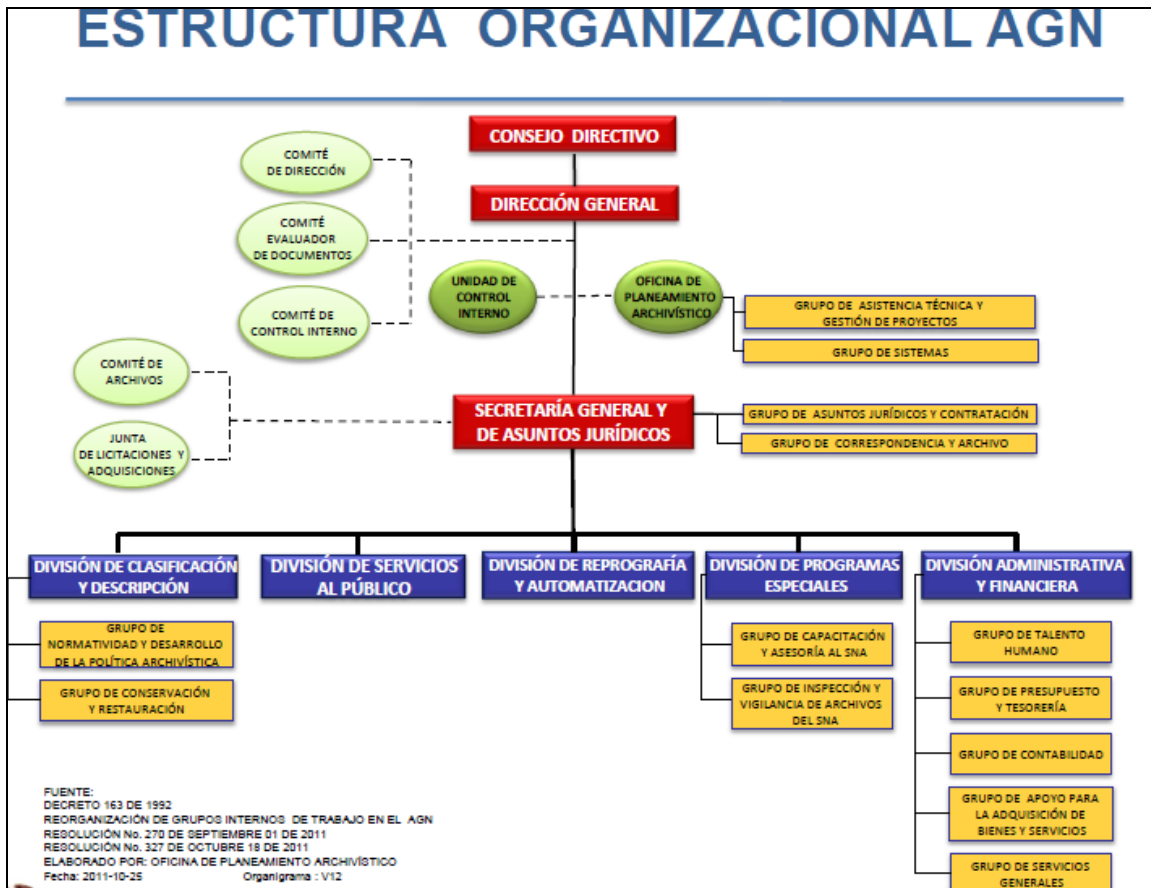 ESTRUCTURA ORGANIZACIONAL AGN
CONSEJO DIRECTIVO
DIRECCIÓN GENERAL
COMITÉ
DE DIRECCIÓN
COMITÉ
EVALUADOR
DE DOCUMENTOS
COMITÉ DE
CONTROL INTERNO
UNIDAD DE
CONTROL
INTERNO
OFICINA DE
PLANEAMIENTO
ARCHIVÍSTICO
GRUPO DE ASISTENCIA TÉCNICA Y
GESTIÓN DE PROYECTOS
GRUPO DE SISTEMAS
COMITÉ DE
ARCHIVOS
JUNTA
DE LICITACIONES Y
ADQUISICIONES
SECRETARÍA GENERAL Y
DE ASUNTOS JURÍDICOS
GRUPO DE ASUNTOS JURÍDICOS Y CONTRATACIÓN
GRUPO DE CORRESPONDENCIA Y ARCHIVO
DIVISIÓN DE CLASIFICACIÓN
Y DESCRIPCIÓN
GRUPO DE
NORMATIVIDAD Y DESARROLLO
DE LA POLÍTICA ARCHIVÍSTICA
GRUPO DE CONSERVACIÓN
Y RESTAURACIÓN
DIVISIÓN DE SERVICIOS
AL PÚBLICO
DIVISIÓN DE REPROGRAFÍA
Y AUTOMATIZACION
DIVISIÓN DE PROGRAMAS
ESPECIALES
GRUPO DE CAPACITACIÓN
Y ASESORÍA AL SNA
GRUPO DE INSPECCIÓN Y
VIGILANCIA DE ARCHIVOS
DEL SNA
DIVISIÓN ADMINISTRATIVA
Y FINANCIERA
GRUPO DE TALENTO
HUMANO
GRUPO DE PRESUPUESTO
Y TESORERÍA
GRUPO DE CONTABILIDAD
GRUPO DE APOYO PARA
LA ADQUISICIÓN DE
BIENES Y SERVICIOS
GRUPO DE SERVICIOS
GENERALES
FUENTE:
DECRETO 163 DE 1992
REORGANIZACIÓN DE GRUPOS INTERNOS DE TRABAJO EN EL AGN
RESOLUCIÓN No. 270 DE SEPTIEMBRE 01 DE 2011
RESOLUCIÓN No. 327 DE OCTUBRE 18 DE 2011
ELABORADO POR: OFICINA DE PLANEAMIENTO ARCHIVÍSTICO
Fecha: 2011-10-25 Organigrama : V12